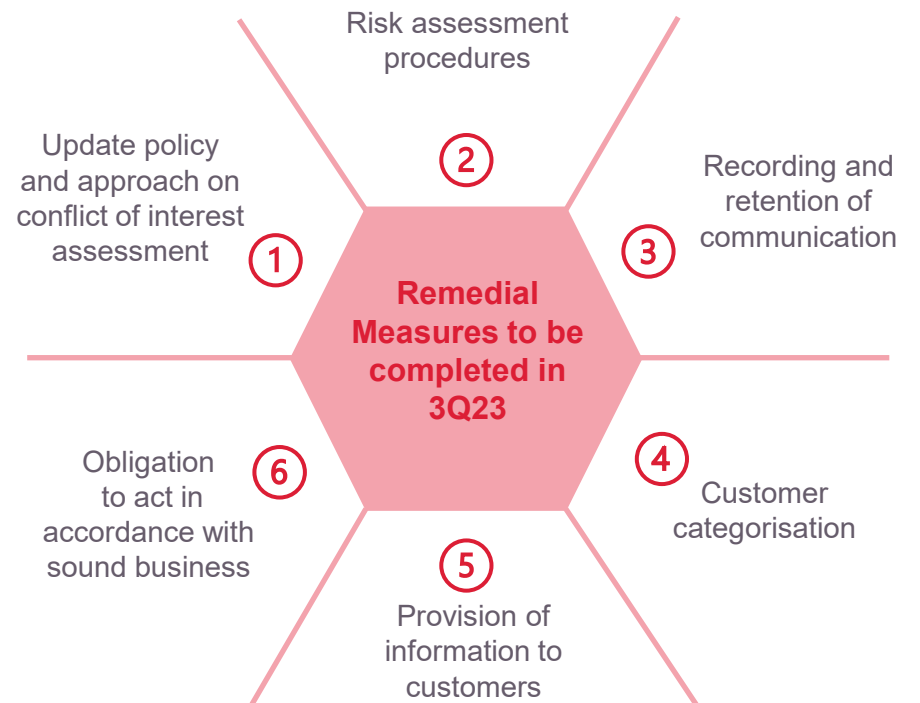 Risk assessment
procedures
2
Update policy
and approach on
conflict of interest
assessment
1
Recording and
retention of
communication
3
Remedial
Measures to be
completed in
3Q23
Obligation
to act in
accordance with
sound business
6
4
Customer
categorisation
5
Provision of
information to
customers